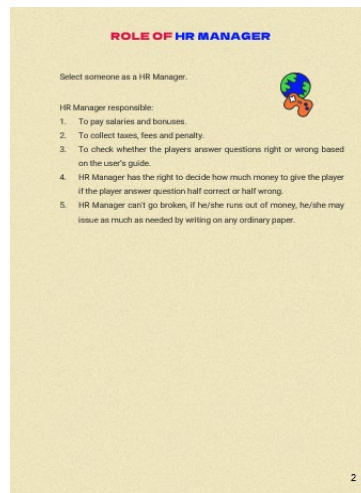 ROLE OF HR MANAGER
Select someone as a HR Manager.
HR Manager responsible:
1. To pay salaries and bonuses.
2. To collect taxes, fees and penalty.
3. To check whether the players answer questions right or wrong based
on the user's guide.
4. HR Manager has the right to decide how much money to give the player
if the player answer question half correct or half wrong.
5. HR Manager can't go broken, if he/she runs out of money, he/she may
issue as much as needed by writing on any ordinary paper.
2